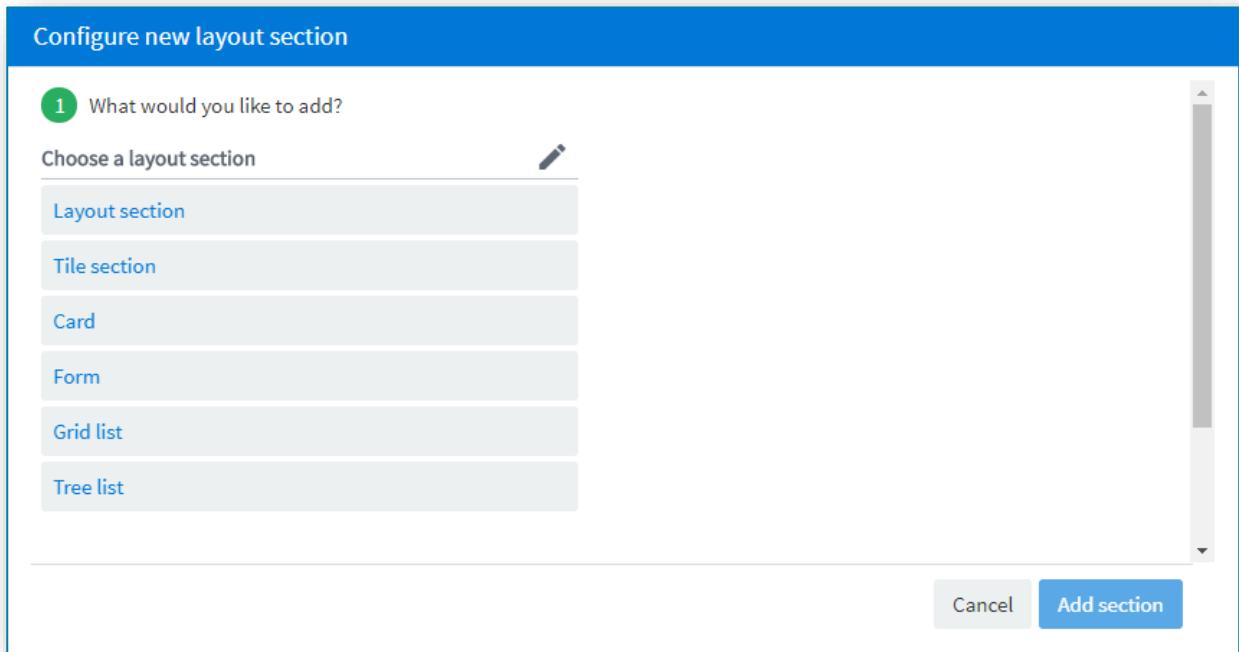 Configure new layout section
1 What would you like to add?
Choose a layout section
Layout section
Tile section
Card
Form
Grid list
Tree list
Cancel Add section